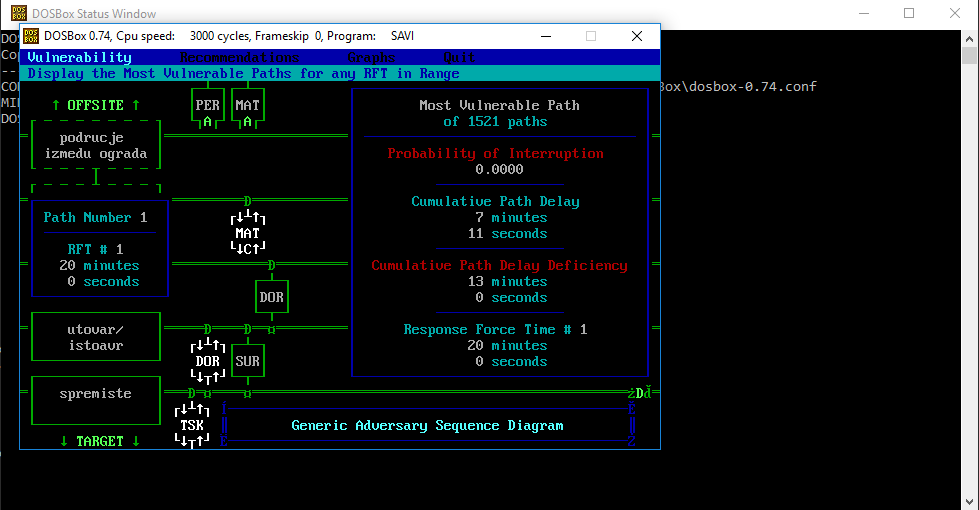 DOSBox Status Window
DOSBox 0.74, Cpu speed: 3000 cycles, Frameskip 0, Program: SAVI
Vulnerability Recommendations Graphs Quit
Display the Most Vulnerable Paths for any RFT in Range
Box\dosbox-0.74.conf
↑ OFFSITE ↑
PER MAT
A A
podrucje
izmedu ograda
Most Vulnerable Path
of 1521 paths
Probability of Interruption
0.0000
Cumulative Path Delay
7 minutes
11 seconds
Cumulative Path Delay Deficiency
13 minutes
0 seconds
Response Force Time # 1
20 minutes
0 seconds
D
MAT
C
Path Number 1
RFT # 1
20 minutes
0 seconds
D
DOR
utovar/
istoavr
D D
DOR SUR
T
spremiste
D
D
TSK
T
↓ TARGET ↓
Generic Adversary Sequence Diagram